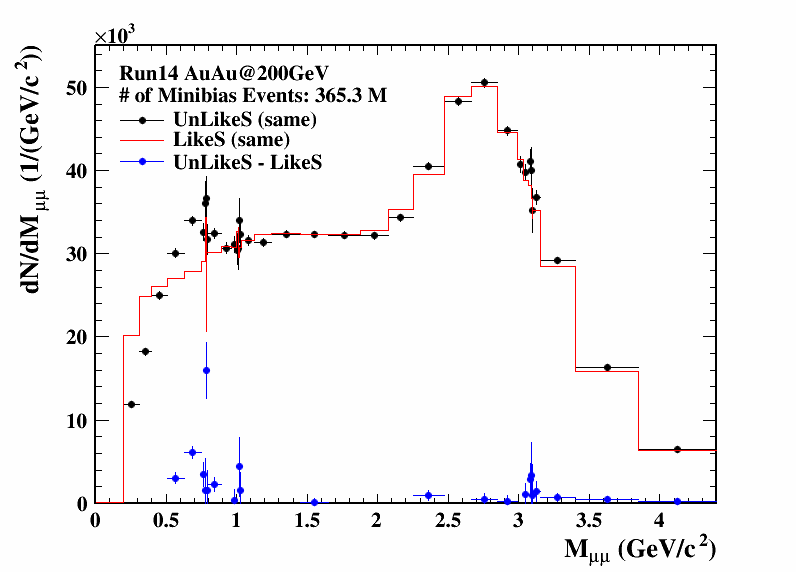 ×10³
dN/dM_μμ (1/(GeV/c²))
Run14 AuAu@200GeV
# of Minibias Events: 365.3 M
UnLikeS (same)
LikeS (same)
UnLikeS - LikeS
50
40
30
20
10
0
0 0.5 1 1.5 2 2.5 3 3.5 4
M_μμ (GeV/c²)